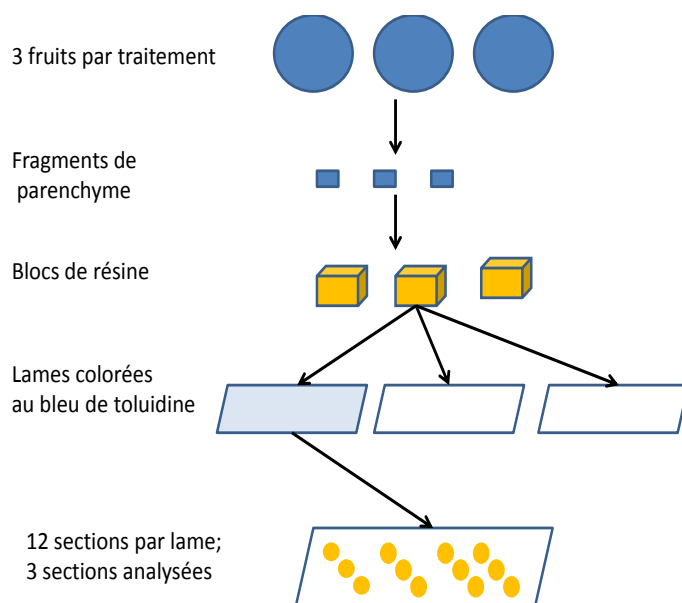 3 fruits par traitement
Fragments de
parenchyme
Blocs de résine
Lames colorées
au bleu de toluidine
12 sections par lame;
3 sections analysées